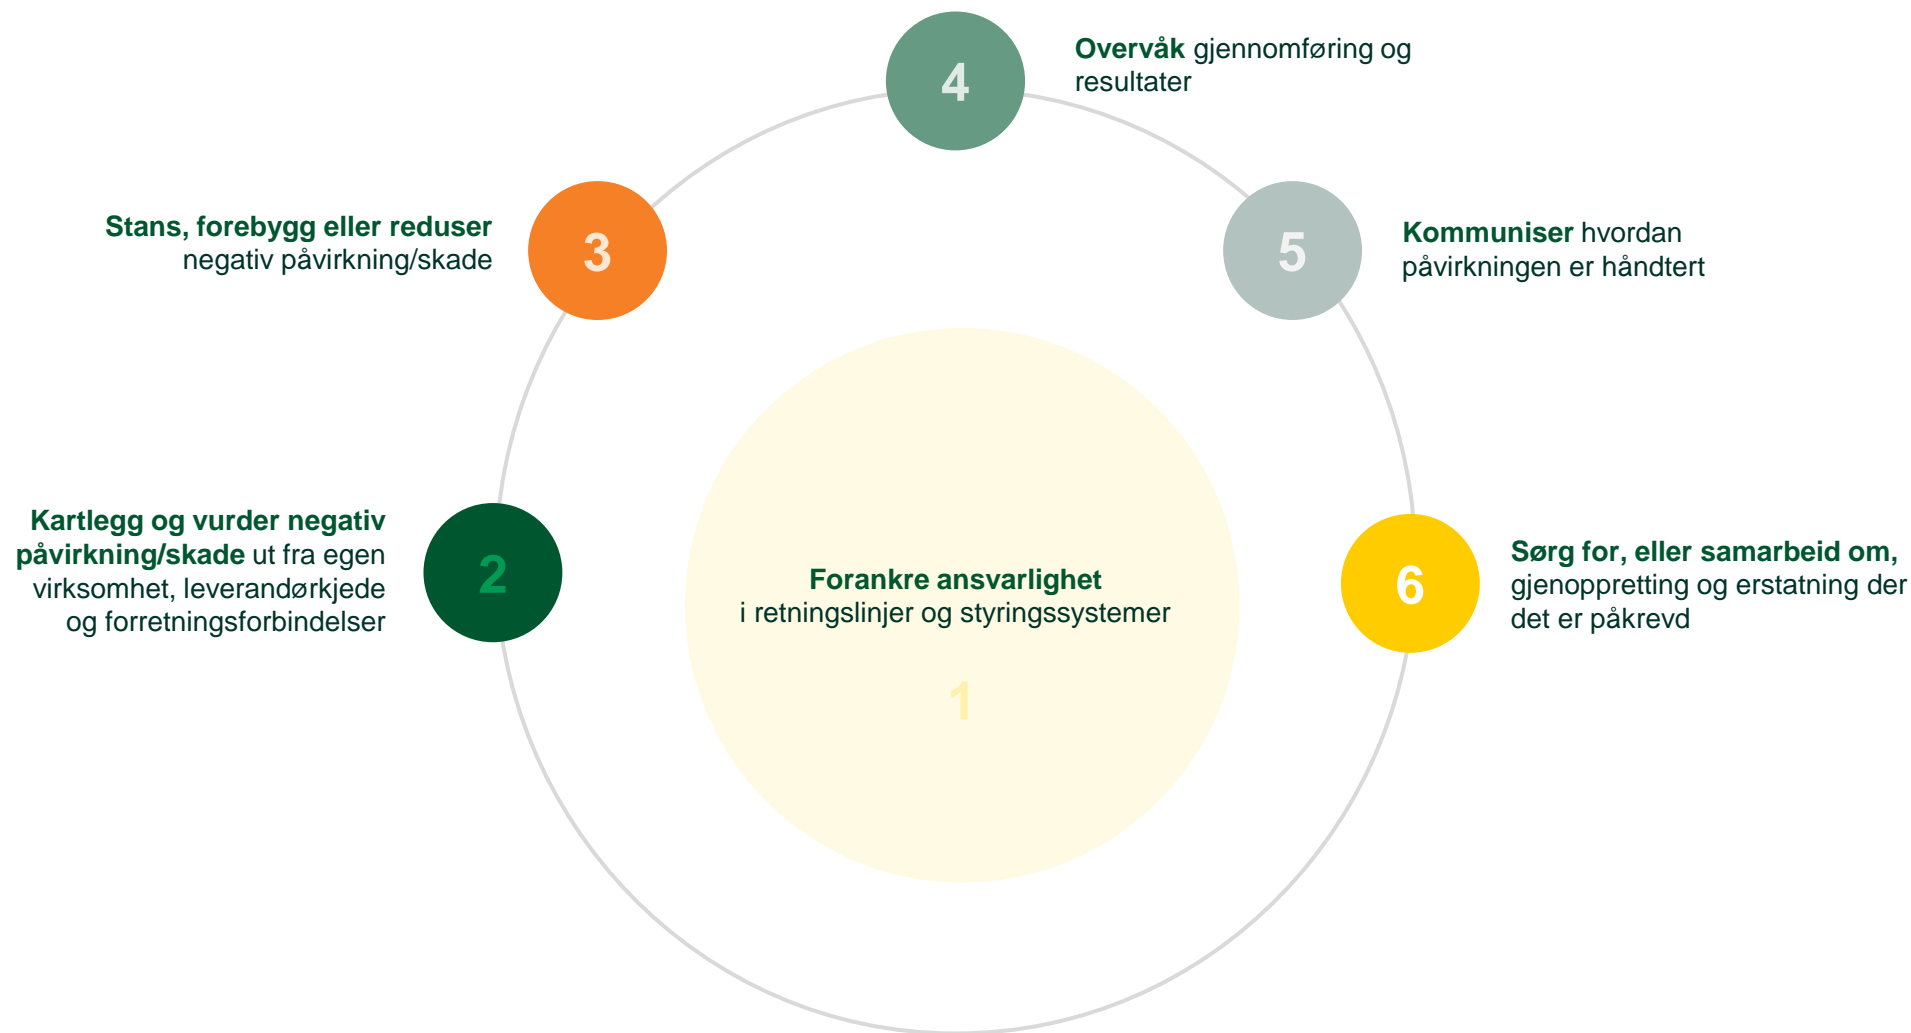 4
Overvåk gjennomføring og
resultater
3
Stans, forebygg eller reduser
negativ påvirkning/skade
5
Kommuniser hvordan
påvirkningen er håndtert
2
Kartlegg og vurder negativ
påvirkning/skade ut fra egen
virksomhet, leverandørkjede
og forretningsforbindelser
Forankre ansvarlighet
i retningslinjer og styringssystemer
1
6
Sørg for, eller samarbeid om,
gjenoppretting og erstatning der
det er påkrevd